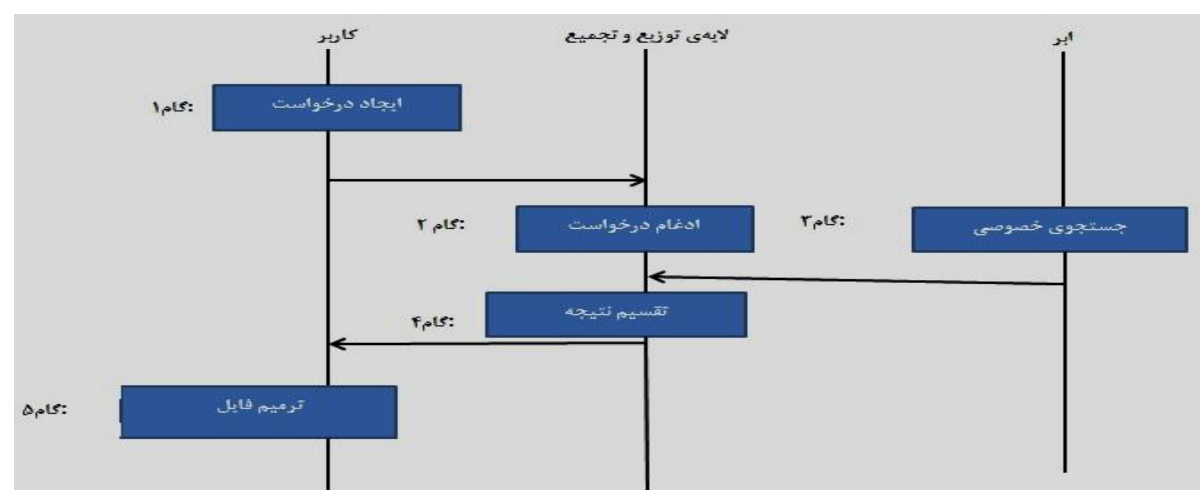 کاربر
لایه‌ی توزیع و تجمیع
ابر
گام۱:
ایجاد درخواست
گام ۲:
ادغام درخواست
گام۳:
جستجوی خصوصی
گام۴:
تقسیم نتیجه
گام۵:
ترمیم فایل